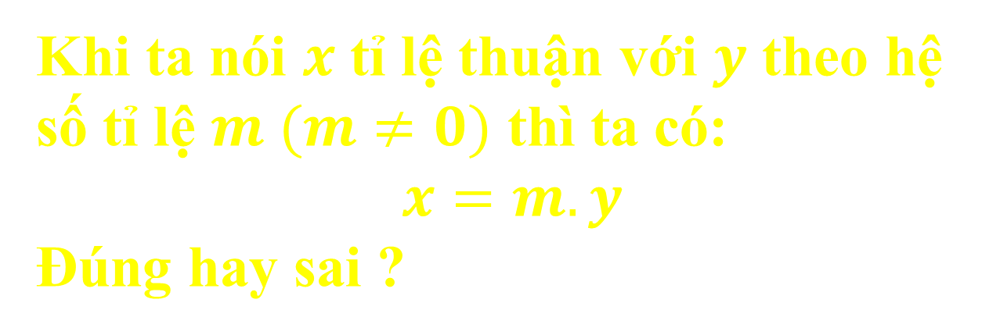 Khi ta nói x tỉ lệ thuận với y theo hệ
số tỉ lệ m (m ≠ 0) thì ta có:
x = m. y
Đúng hay sai ?